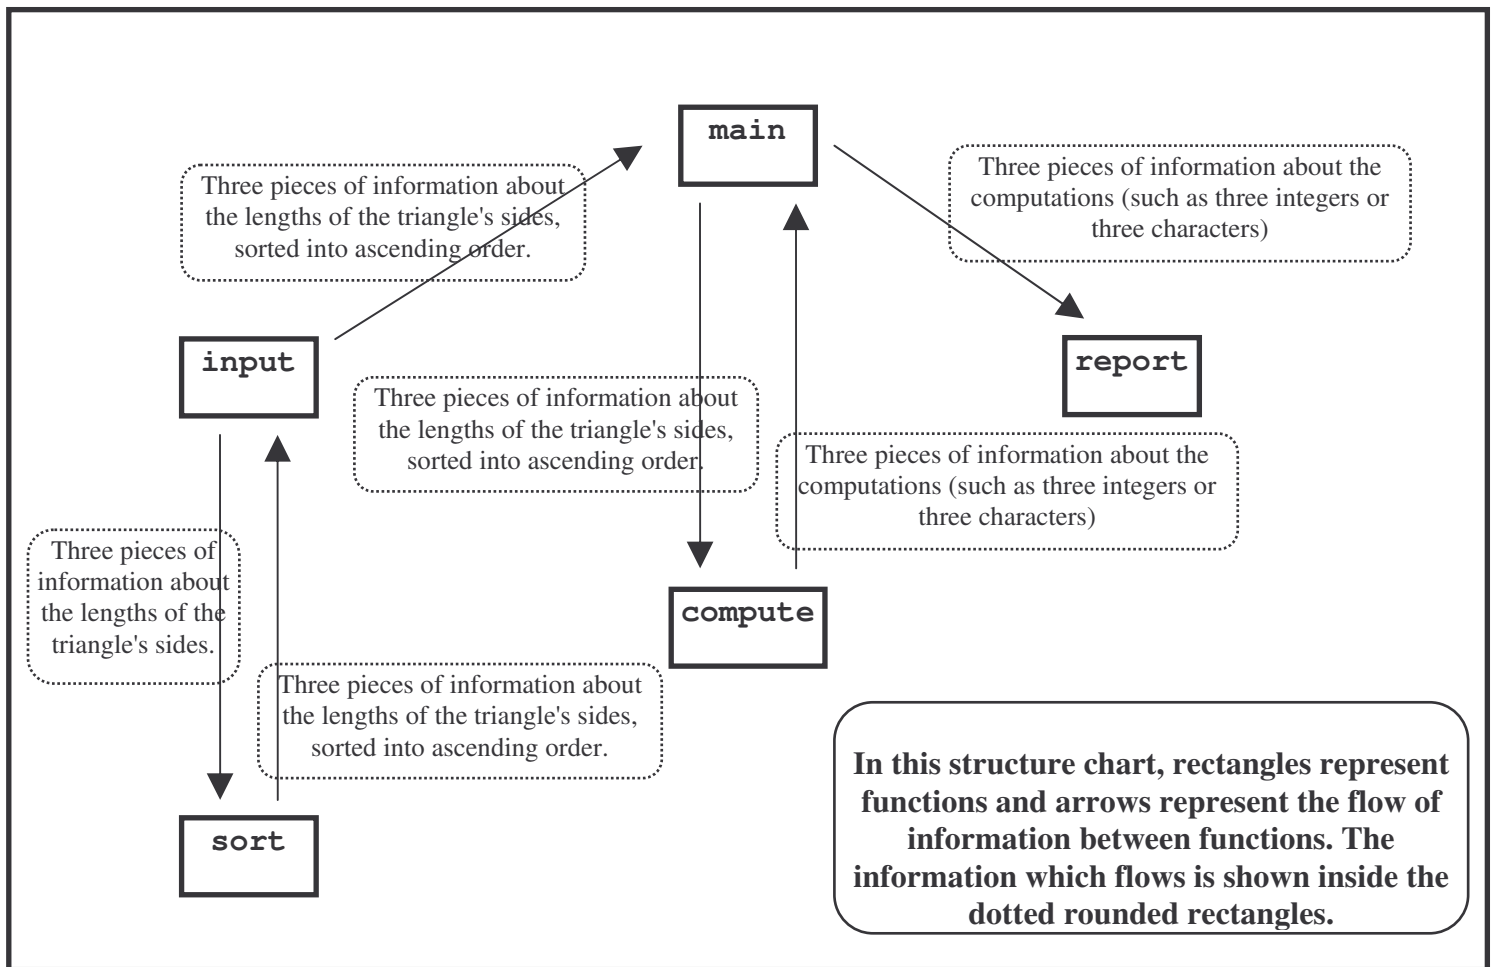 main
Three pieces of information about
the lengths of the triangle's sides,
sorted into ascending order.
Three pieces of information about the
computations (such as three integers or
three characters)
input
report
Three pieces of information about
the lengths of the triangle's sides,
sorted into ascending order.
Three pieces of information about the
computations (such as three integers or
three characters)
Three pieces of
information about
the lengths of the
triangle's sides.
compute
Three pieces of information about
the lengths of the triangle's sides,
sorted into ascending order.
sort
In this structure chart, rectangles represent
functions and arrows represent the flow of
information between functions. The
information which flows is shown inside the
dotted rounded rectangles.